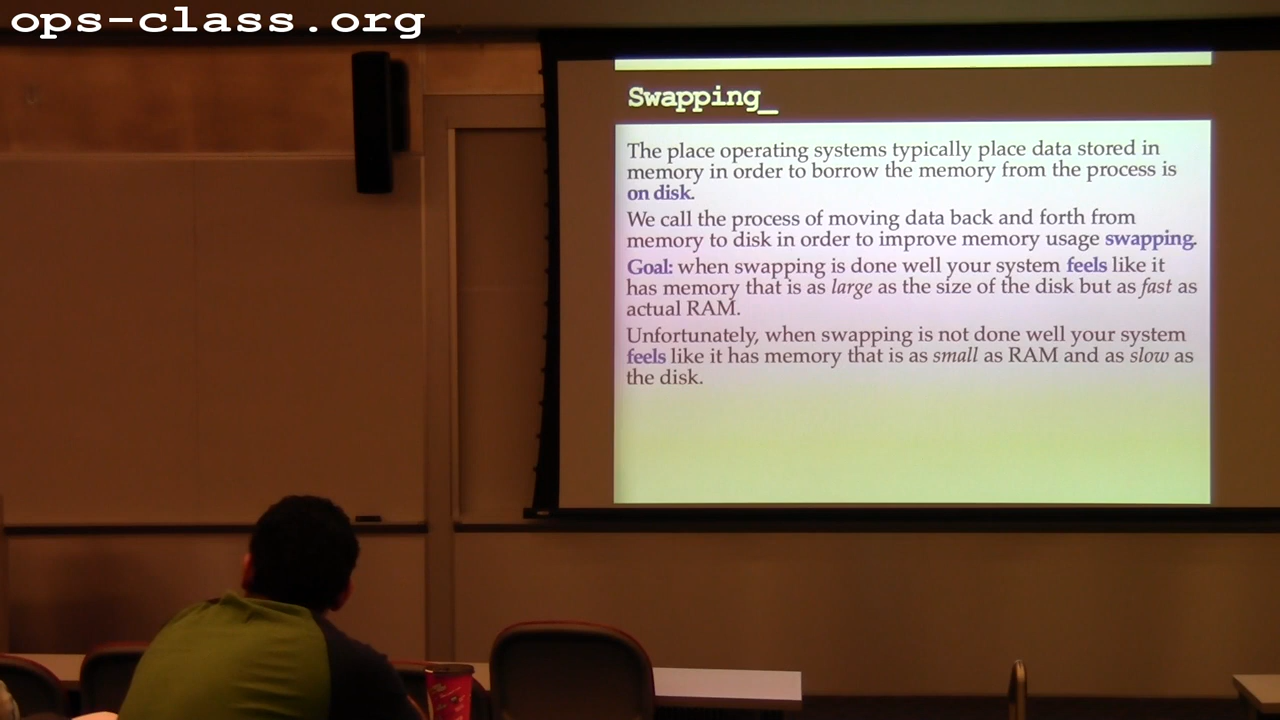 ops-class.org
Swapping_
The place operating systems typically place data stored in
memory in order to borrow the memory from the process is
on disk.
We call the process of moving data back and forth from
memory to disk in order to improve memory usage swapping.
Goal: when swapping is done well your system feels like it
has memory that is as large as the size of the disk but as fast as
actual RAM.
Unfortunately, when swapping is not done well your system
feels like it has memory that is as small as RAM and as slow as
the disk.